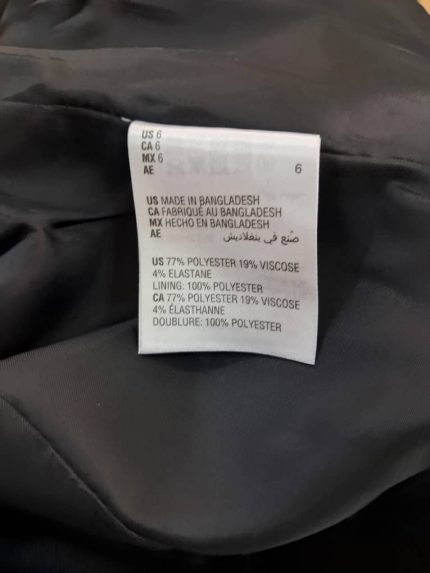 US 6
CA 6
MX 6
AE 6
US MADE IN BANGLADESH
CA FABRIQUÉ AU BANGLADESH
MX HECHO EN BANGLADESH
AE صُنع في بنغلاديش
US 77% POLYESTER 19% VISCOSE
4% ELASTANE
LINING: 100% POLYESTER
CA 77% POLYESTER 19% VISCOSE
4% ÉLASTHANNE
DOUBLURE: 100% POLYESTER